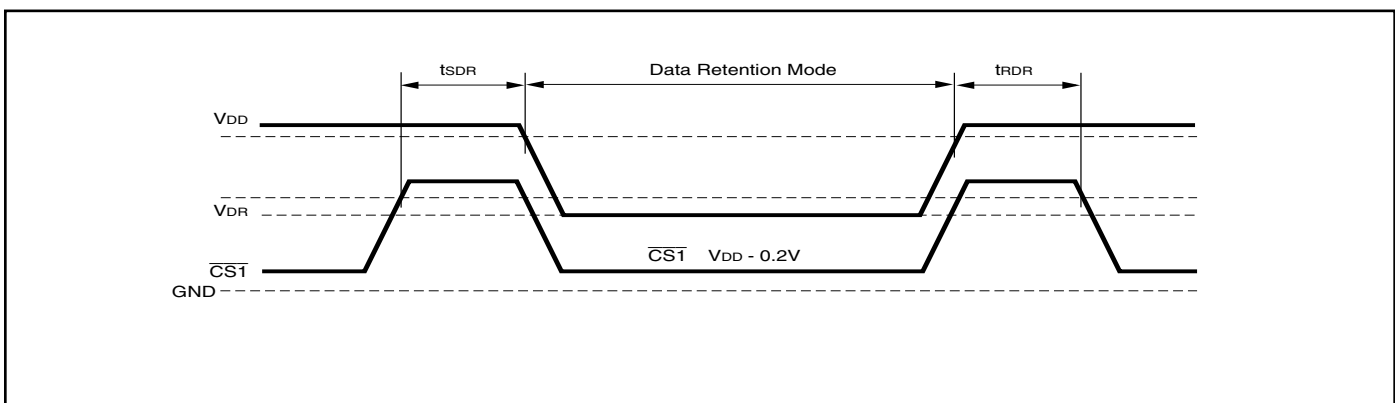 tSDR Data Retention Mode tRDR
VDD
VDR
CS1 VDD - 0.2V
CS1
GND